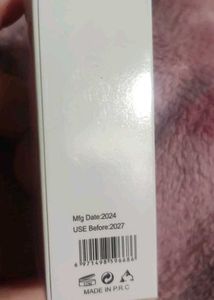 Mfg Date:2024
USE Before:2027
MADE IN P.R.C